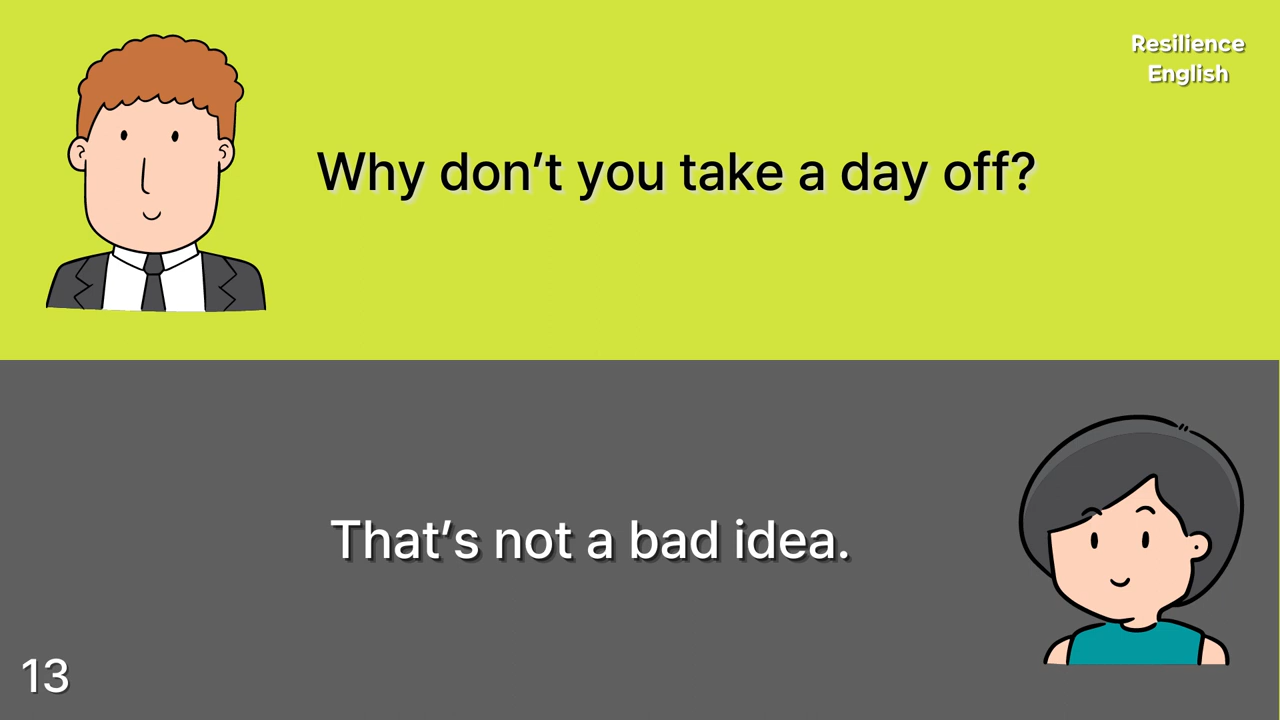 Resilience
English
Why don’t you take a day off?
That’s not a bad idea.
13